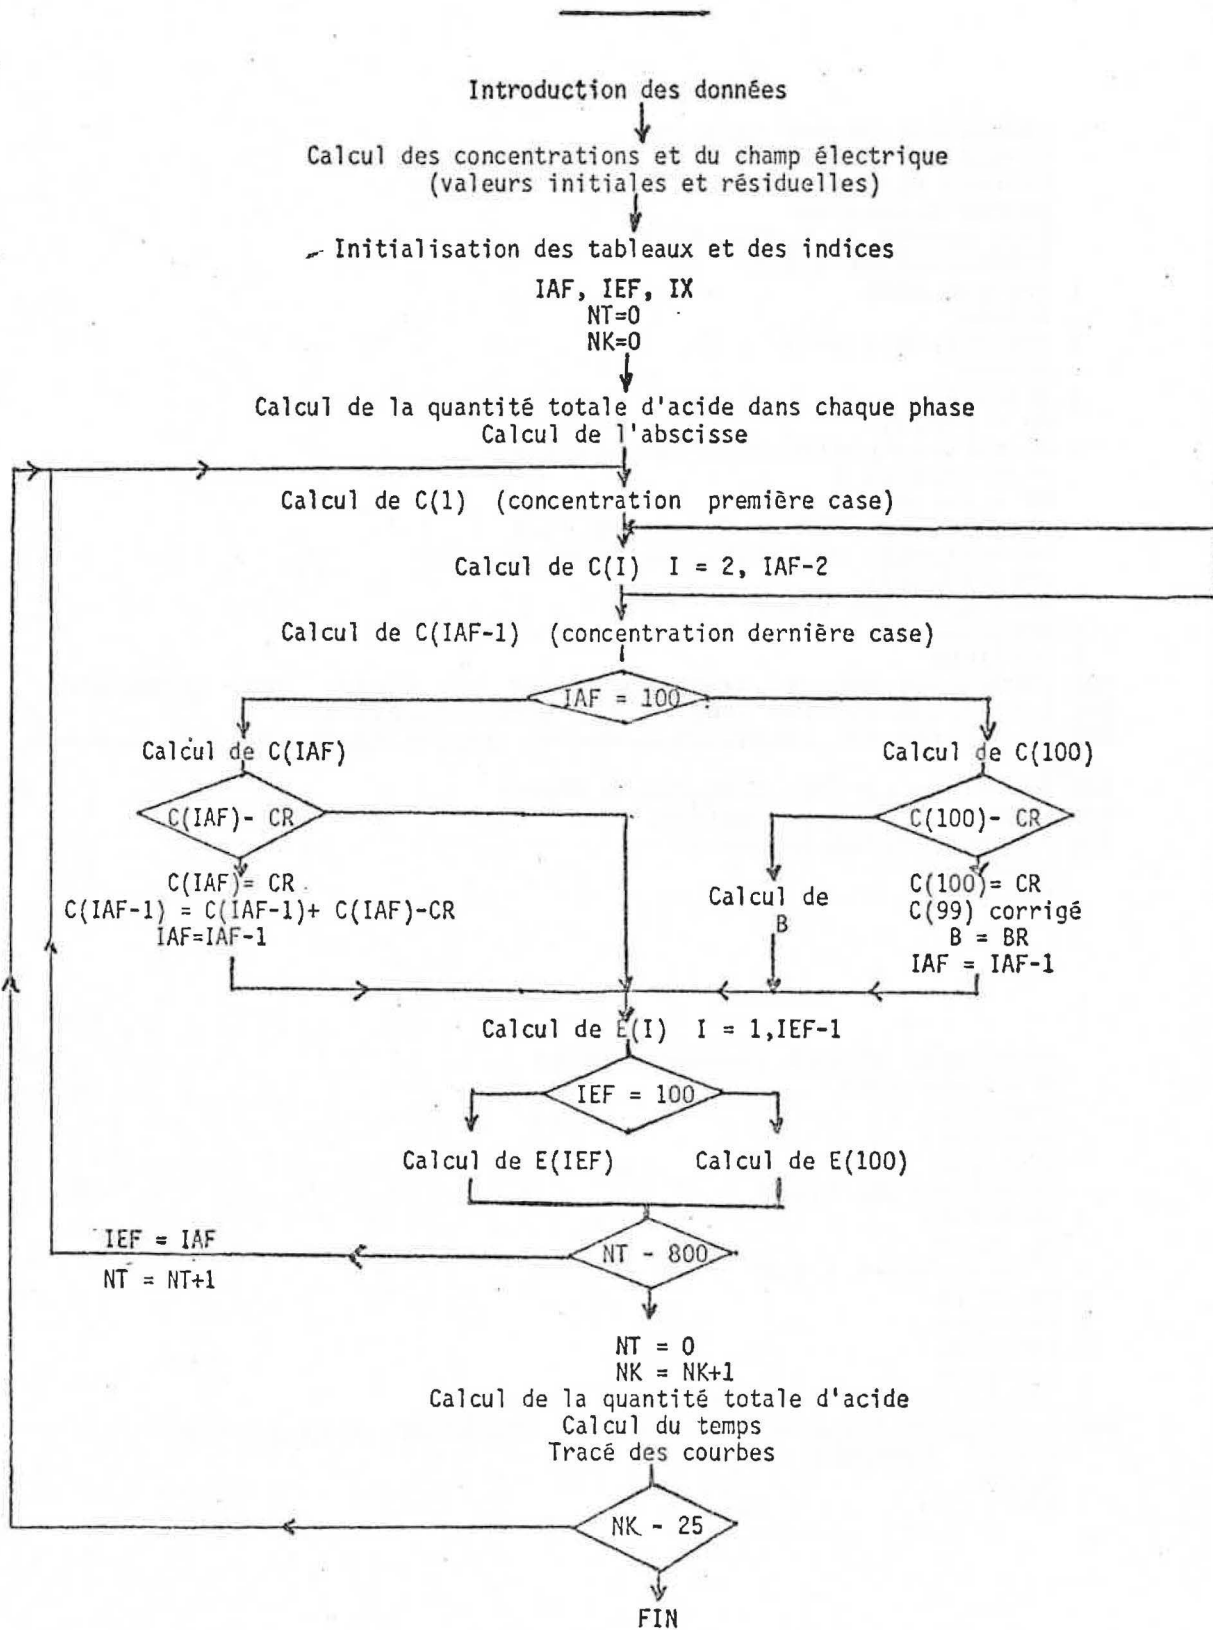 Introduction des données
Calcul des concentrations et du champ électrique
(valeurs initiales et résiduelles)
Initialisation des tableaux et des indices
IAF, IEF, IX
NT=0
NK=0
Calcul de la quantité totale d'acide dans chaque phase
Calcul de l'abscisse
Calcul de C(1) (concentration première case)
Calcul de C(I) I = 2, IAF-2
Calcul de C(IAF-1) (concentration dernière case)
IAF = 100
Calcul de C(IAF)
Calcul de C(100)
C(IAF)- CR
C(100)- CR
C(IAF)= CR
C(IAF-1) = C(IAF-1)+ C(IAF)-CR
IAF=IAF-1
Calcul de
B
C(100)= CR
C(99) corrigé
B = BR
IAF = IAF-1
Calcul de E(I) I = 1,IEF-1
IEF = 100
Calcul de E(IEF)
Calcul de E(100)
IEF = IAF
NT = NT+1
NT - 800
NT = 0
NK = NK+1
Calcul de la quantité totale d'acide
Calcul du temps
Tracé des courbes
NK - 25
FIN